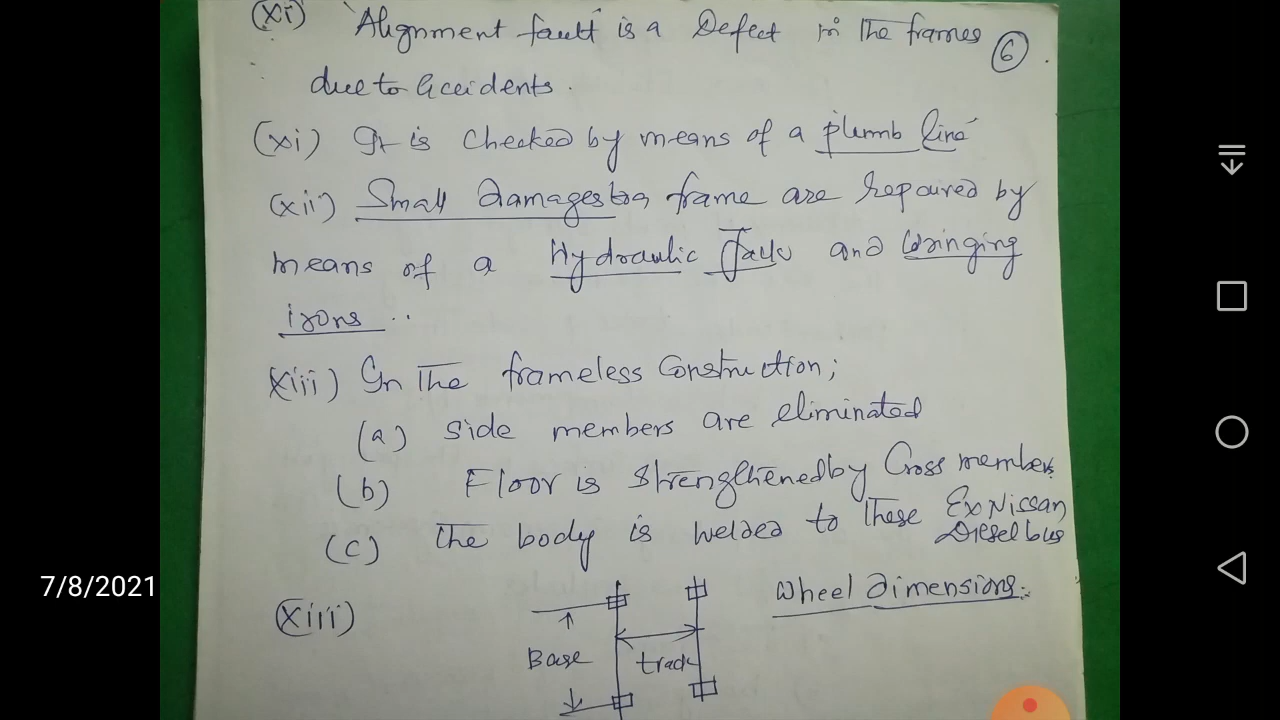 (xi) 'Alignment fault' is a Defect in the frames
6
due to Accidents.
(xi) It is checked by means of a plumb line
(xii) Small damages to a frame are repaired by
means of a Hydraulic Jack and wringing
irons ..
(xiii) In the frameless Construction;
(a) side members are eliminated
(b) Floor is strengthened by Cross members
(c) the body is welded to these Ex Nissan
Diesel bus
7/8/2021
(xiii) Wheel dimensions:
Base track